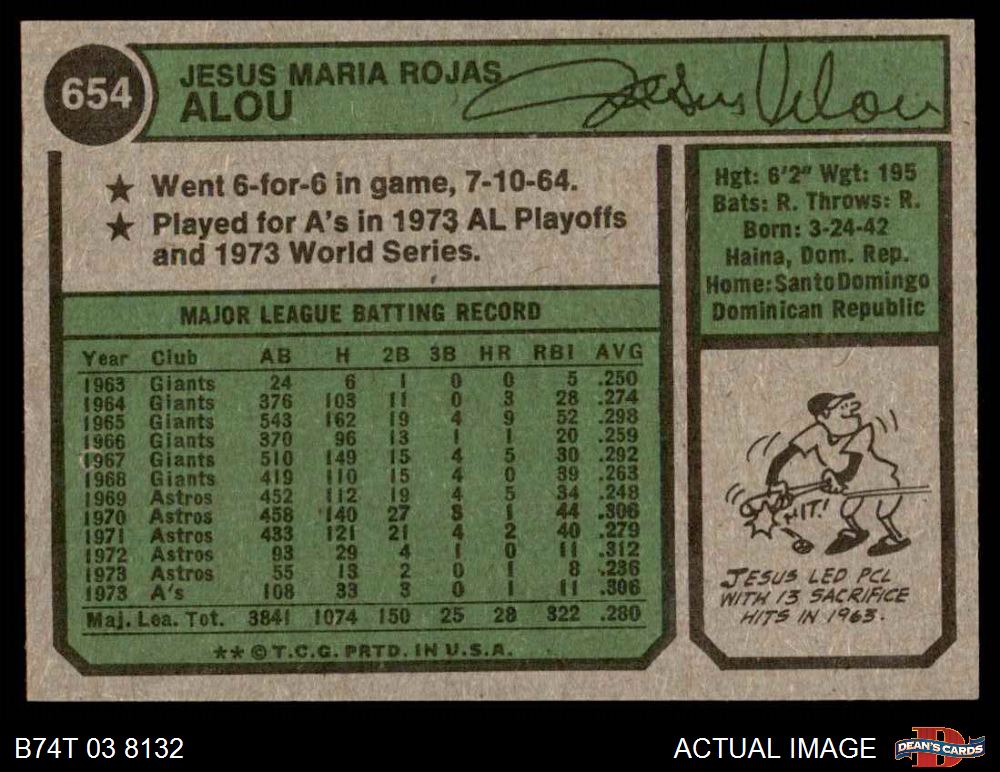 654
JESUS MARIA ROJAS
ALOU
Jesus Alou
★ Went 6-for-6 in game, 7-10-64.
★ Played for A's in 1973 AL Playoffs
and 1973 World Series.
Hgt: 6'2" Wgt: 195
Bats: R. Throws: R.
Born: 3-24-42
Haina, Dom. Rep.
Home: Santo Domingo
Dominican Republic
MAJOR LEAGUE BATTING RECORD
Year Club AB H 2B 3B HR RBI AVG
1963 Giants 24 6 1 0 0 5 .250
1964 Giants 376 103 11 0 3 28 .274
1965 Giants 543 162 19 4 9 52 .298
1966 Giants 370 96 13 1 1 20 .259
1967 Giants 510 149 15 4 5 30 .292
1968 Giants 419 110 15 4 0 39 .263
1969 Astros 452 112 19 4 5 34 .248
1970 Astros 458 140 27 3 1 44 .306
1971 Astros 433 121 21 4 2 40 .279
1972 Astros 93 29 4 1 0 11 .312
1973 Astros 55 13 2 0 1 8 .236
1973 A's 108 33 3 0 1 11 .306
Maj. Lea. Tot. 3841 1074 150 25 28 322 .280
** © T.C.G. PRTD. IN U.S.A.
HIT!
JESUS LED PCL
WITH 13 SACRIFICE
HITS IN 1963.
B74T 03 8132
ACTUAL IMAGE
D
DEAN'S CARDS